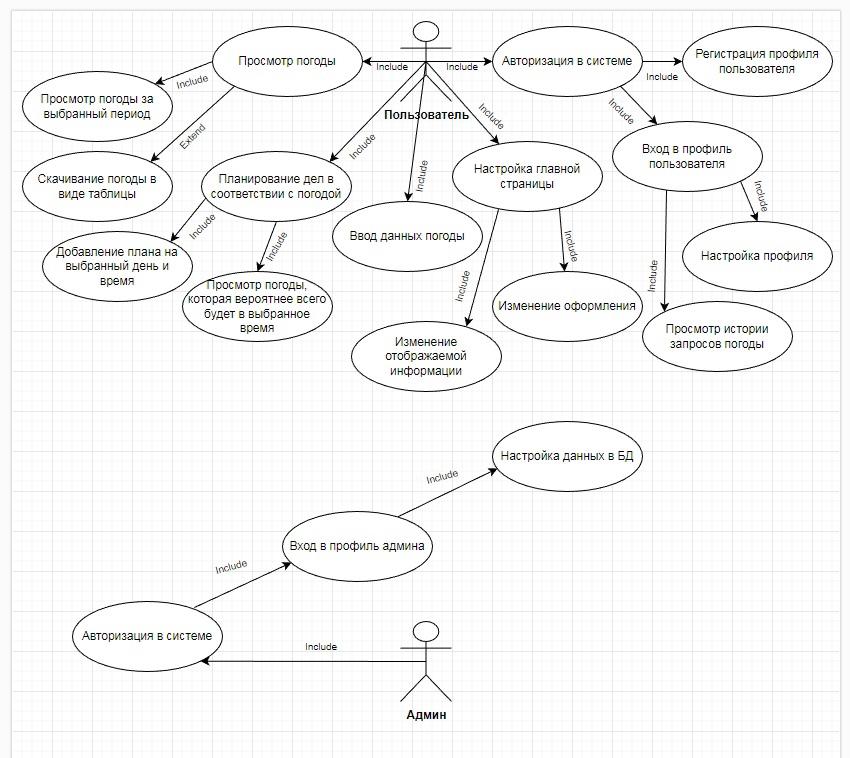 Просмотр погоды
Include
Include
Авторизация в системе
Include
Регистрация профиля
пользователя
Include
Просмотр погоды за
выбранный период
Пользователь
Include
Include
Extend
Include
Вход в профиль
пользователя
Скачивание погоды в
виде таблицы
Планирование дел в
соответствии с погодой
Include
Настройка главной
страницы
Include
Include
Ввод данных погоды
Include
Include
Настройка профиля
Добавление плана на
выбранный день и
время
Include
Include
Просмотр погоды,
которая вероятнее всего
будет в выбранное
время
Изменение оформления
Просмотр истории
запросов погоды
Изменение
отображаемой
информации
Настройка данных в БД
Include
Вход в профиль админа
Include
Авторизация в системе
Include
Админ